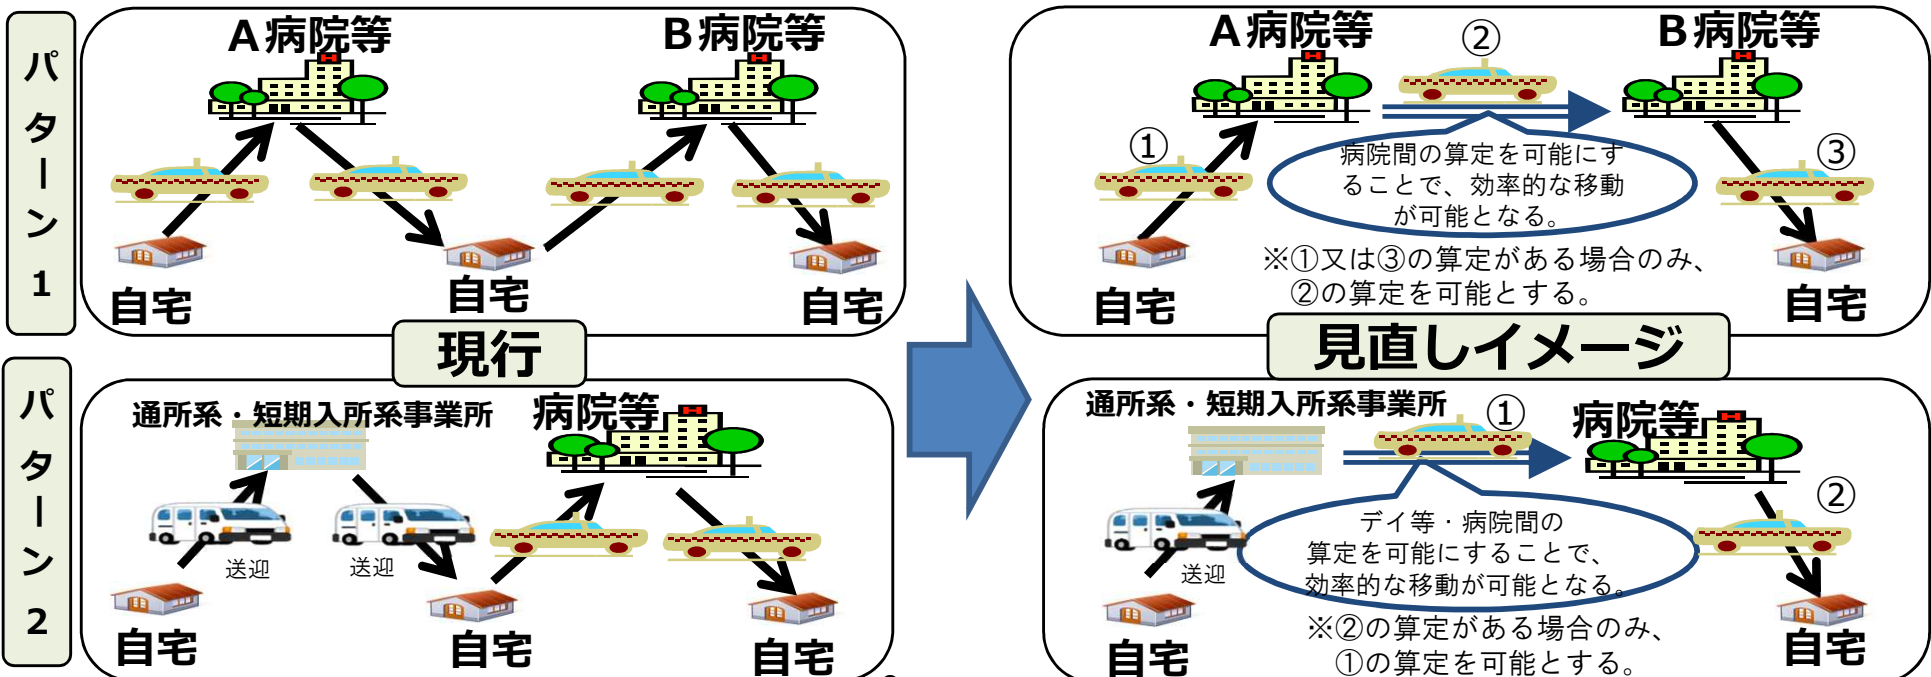 パターン1
A病院等
B病院等
自宅
自宅
自宅
現行
A病院等
②
B病院等
①
病院間の算定を可能にす
ることで、効率的な移動
が可能となる。
③
※①又は③の算定がある場合のみ、
②の算定を可能とする。
自宅
自宅
見直しイメージ
パターン2
通所系・短期入所系事業所
病院等
送迎
送迎
自宅
自宅
自宅
通所系・短期入所系事業所
①
病院等
②
デイ等・病院間の
算定を可能にすることで、
効率的な移動が可能となる。
送迎
※②の算定がある場合のみ、
①の算定を可能とする。
自宅
自宅